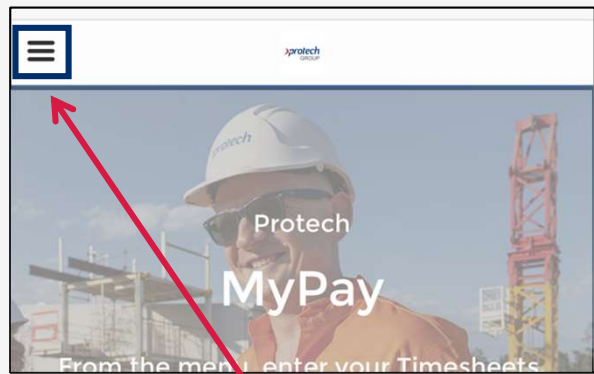 protech
GROUP
protech
Protech
MyPay
From the menu, enter your Timesheets